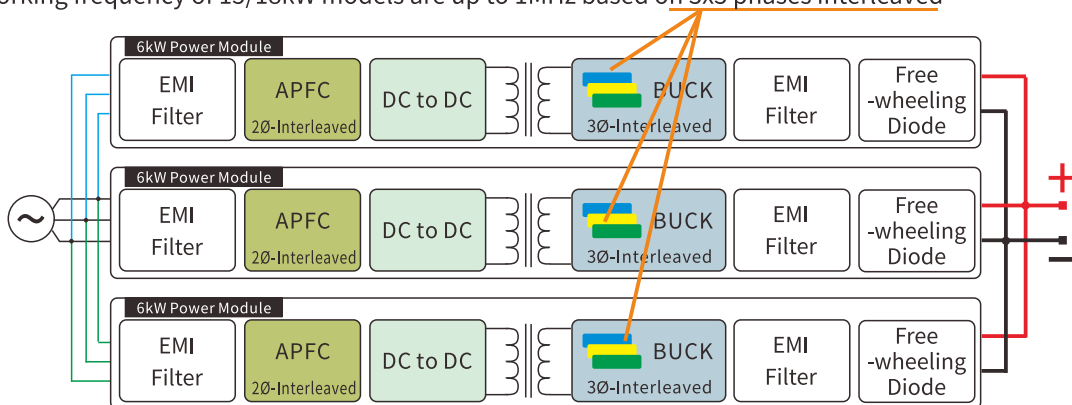 orking frequency of 15/18kW models are up to 1MHz based on 3x3 phases interleaved
6kW Power Module
EMI
Filter
APFC
2Ø-Interleaved
DC to DC
BUCK
3Ø-Interleaved
EMI
Filter
Free
-wheeling
Diode
6kW Power Module
EMI
Filter
APFC
2Ø-Interleaved
DC to DC
BUCK
3Ø-Interleaved
EMI
Filter
Free
-wheeling
Diode
+
−
6kW Power Module
EMI
Filter
APFC
2Ø-Interleaved
DC to DC
BUCK
3Ø-Interleaved
EMI
Filter
Free
-wheeling
Diode